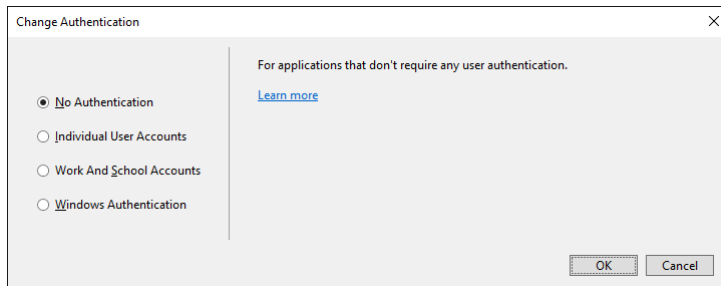 Change Authentication
For applications that don't require any user authentication.
Learn more
No Authentication
Individual User Accounts
Work And School Accounts
Windows Authentication
OK
Cancel